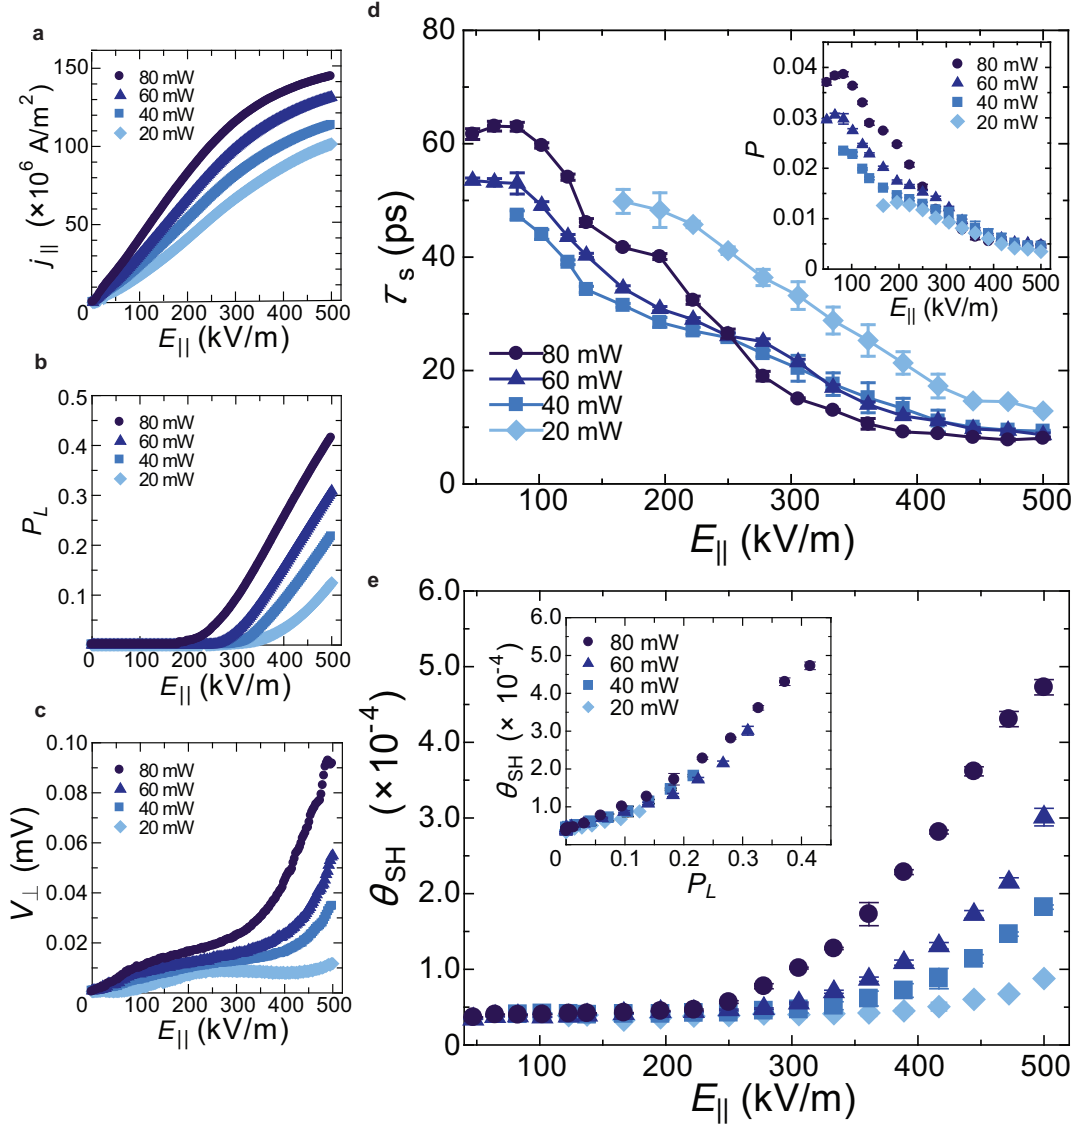 a
150
100
50
0
j|| (×10⁶ A/m²)
80 mW
60 mW
40 mW
20 mW
0 100 200 300 400 500
E|| (kV/m)
b
0.5
0.4
0.3
0.2
0.1
P_L
80 mW
60 mW
40 mW
20 mW
0 100 200 300 400 500
E|| (kV/m)
c
0.10
0.08
0.06
0.04
0.02
0
V⊥ (mV)
80 mW
60 mW
40 mW
20 mW
0 100 200 300 400 500
E|| (kV/m)
d
80
60
40
20
0
τs (ps)
80 mW
60 mW
40 mW
20 mW
100 200 300 400 500
E|| (kV/m)
0.04
0.03
0.02
0.01
0
P
80 mW
60 mW
40 mW
20 mW
100 200 300 400 500
E|| (kV/m)
e
6.0
5.0
4.0
3.0
2.0
1.0
0
θSH (×10⁻⁴)
100 200 300 400 500
E|| (kV/m)
6.0
5.0
4.0
3.0
2.0
1.0
θSH (× 10⁻⁴)
80 mW
60 mW
40 mW
20 mW
0 0.1 0.2 0.3 0.4
P_L